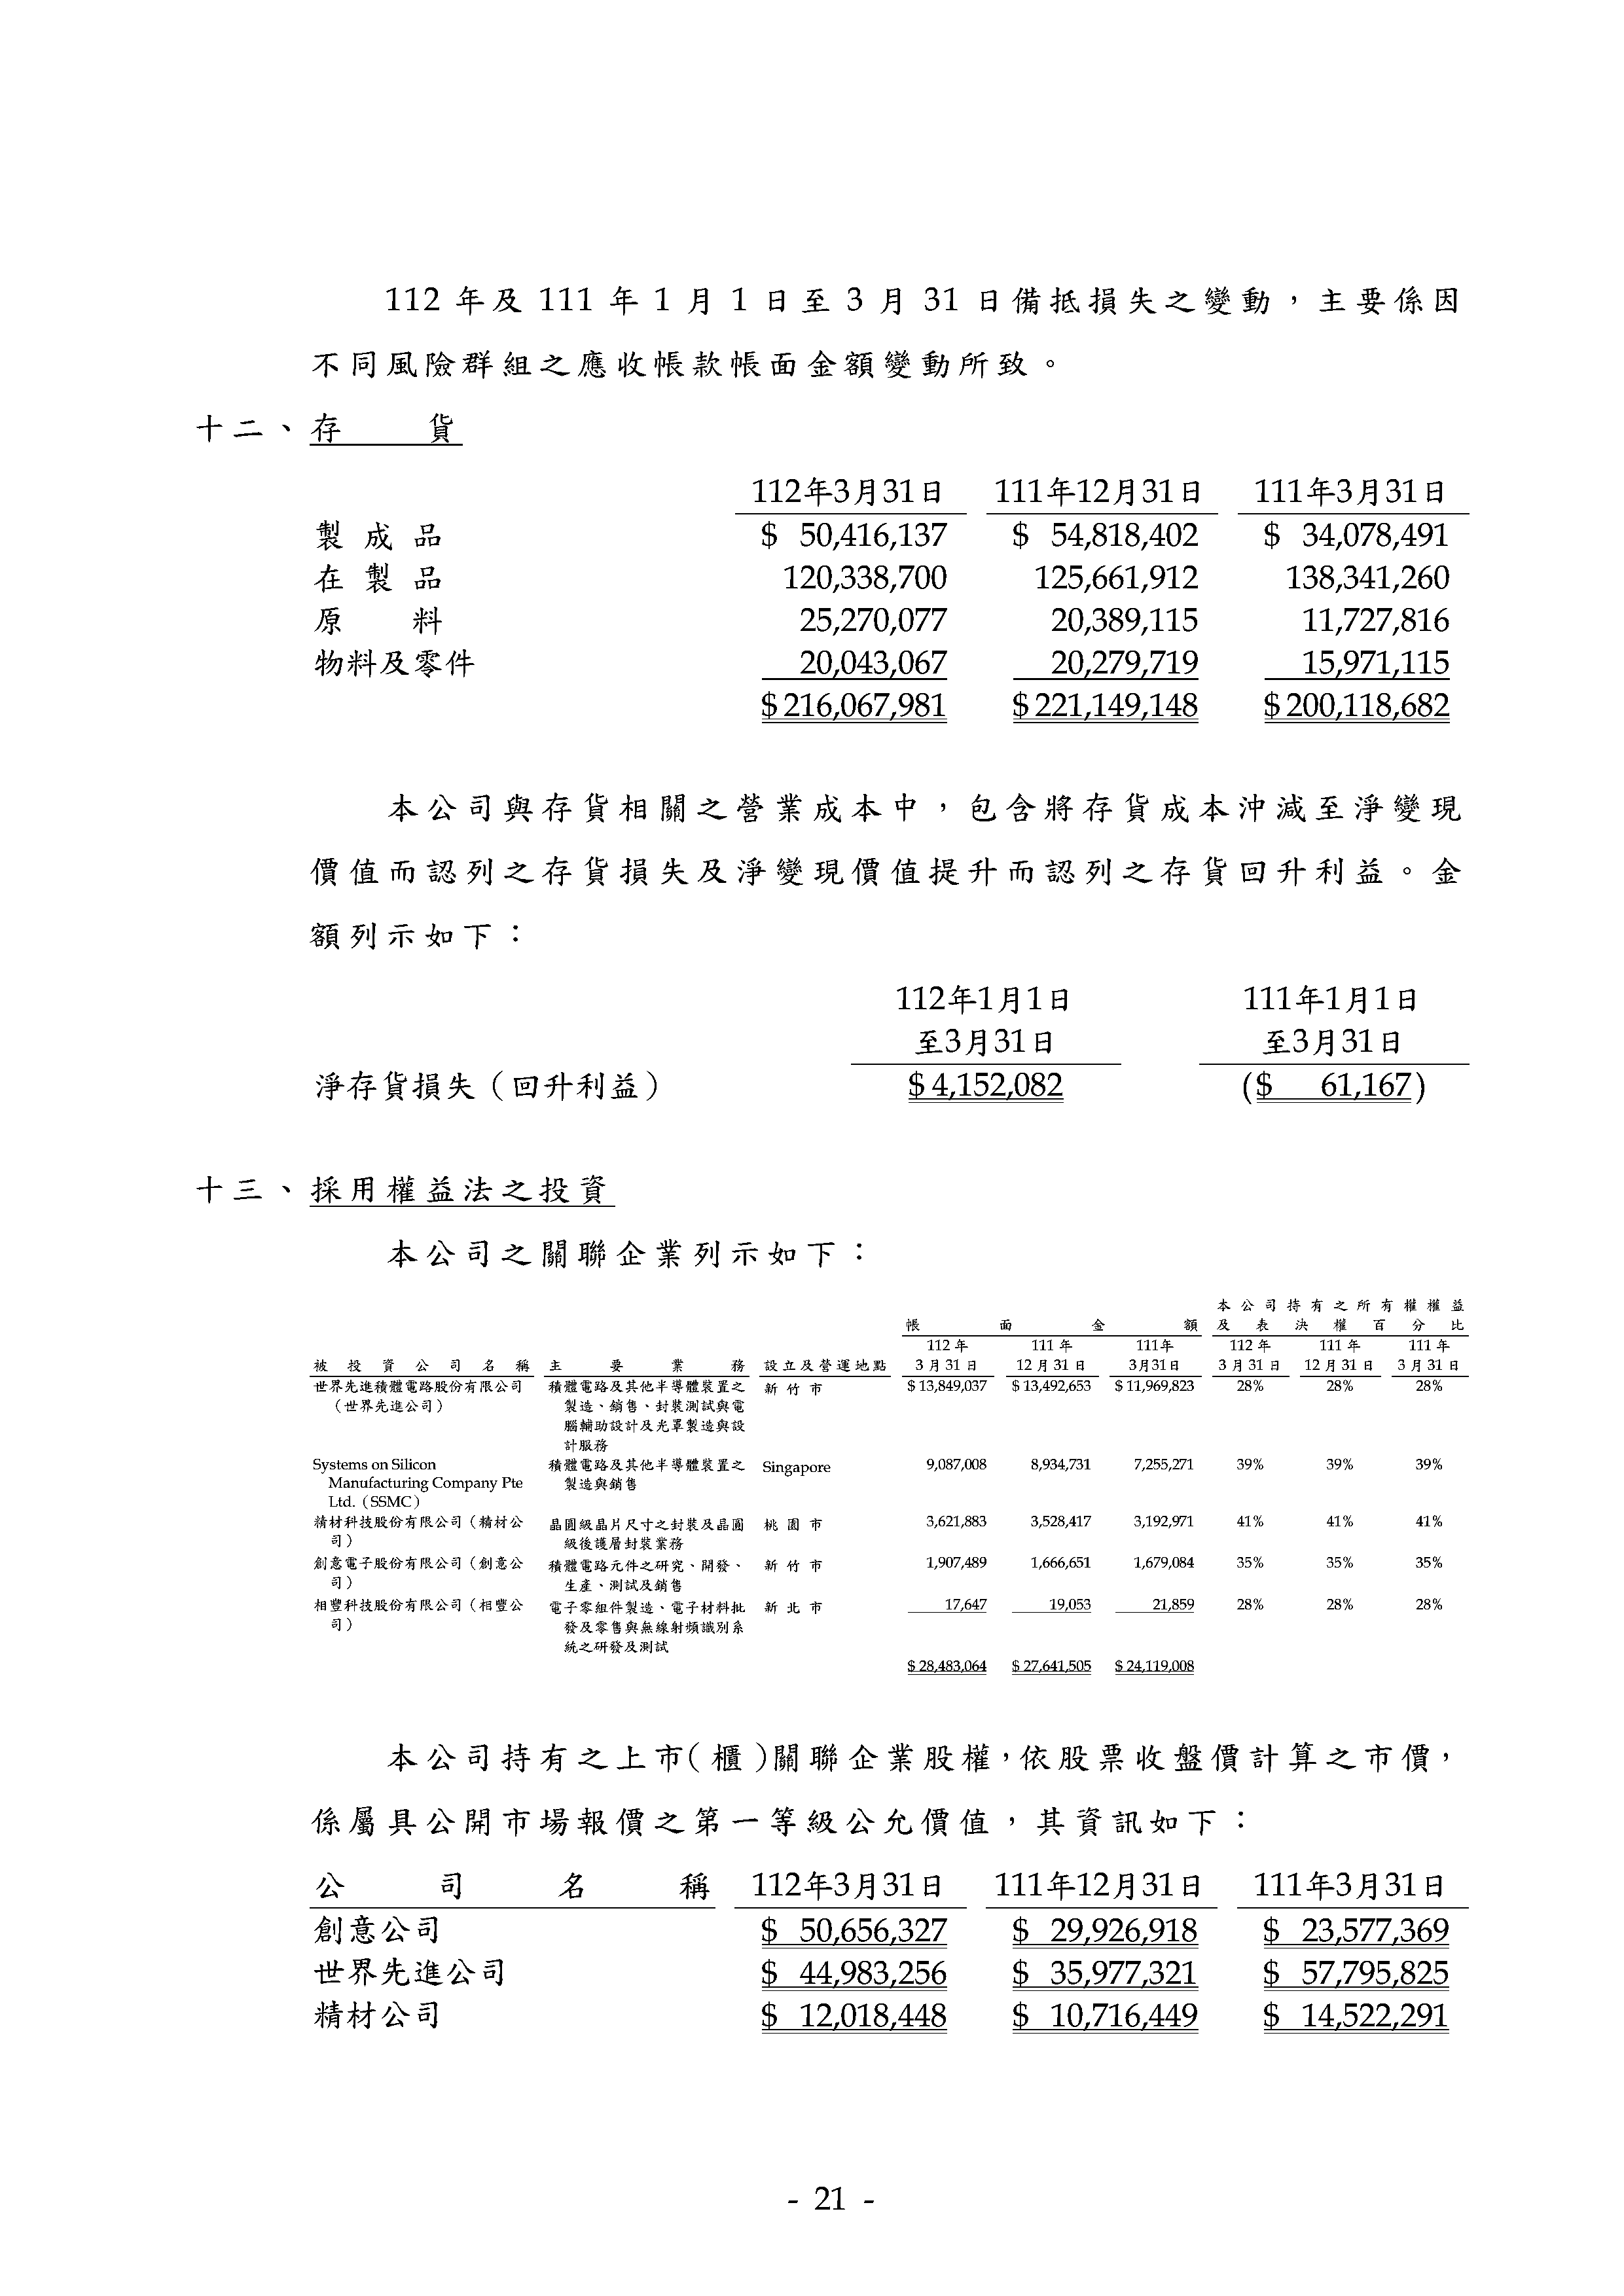 112 年及 111 年 1 月 1 日至 3 月 31 日備抵損失之變動，主要係因
不同風險群組之應收帳款帳面金額變動所致。
十二、存　　貨
112年3月31日 111年12月31日 111年3月31日
製 成 品 $ 50,416,137 $ 54,818,402 $ 34,078,491
在 製 品 120,338,700 125,661,912 138,341,260
原　　料 25,270,077 20,389,115 11,727,816
物料及零件 20,043,067 20,279,719 15,971,115
$ 216,067,981 $ 221,149,148 $ 200,118,682
本公司與存貨相關之營業成本中，包含將存貨成本沖減至淨變現
價值而認列之存貨損失及淨變現價值提升而認列之存貨回升利益。金
額列示如下：
112年1月1日 111年1月1日
至3月31日 至3月31日
淨存貨損失（回升利益） $ 4,152,082 ($ 61,167)
十三、採用權益法之投資
本公司之關聯企業列示如下：
本公司持有之所有權權益
帳面金額 及表決權百分比
112 年 111 年 111年 112 年 111 年 111 年
被投資公司名稱 主要業務 設立及營運地點 3 月 31 日 12 月 31 日 3月31日 3 月 31 日 12 月 31 日 3 月 31 日
世界先進積體電路股份有限公司 積體電路及其他半導體裝置之 新竹市 $ 13,849,037 $ 13,492,653 $ 11,969,823 28% 28% 28%
（世界先進公司） 製造、銷售、封裝測試與電
腦輔助設計及光罩製造與設
計服務
Systems on Silicon 積體電路及其他半導體裝置之 Singapore 9,087,008 8,934,731 7,255,271 39% 39% 39%
Manufacturing Company Pte 製造與銷售
Ltd.（SSMC）
精材科技股份有限公司（精材公 晶圓級晶片尺寸之封裝及晶圓 桃園市 3,621,883 3,528,417 3,192,971 41% 41% 41%
司） 級後護層封裝業務
創意電子股份有限公司（創意公 積體電路元件之研究、開發、 新竹市 1,907,489 1,666,651 1,679,084 35% 35% 35%
司） 生產、測試及銷售
相豐科技股份有限公司（相豐公 電子零組件製造、電子材料批 新北市 17,647 19,053 21,859 28% 28% 28%
司） 發及零售與無線射頻識別系
統之研發及測試
$ 28,483,064 $ 27,641,505 $ 24,119,008
本公司持有之上市(櫃)關聯企業股權，依股票收盤價計算之市價，
係屬具公開市場報價之第一等級公允價值，其資訊如下：
公司名稱 112年3月31日 111年12月31日 111年3月31日
創意公司 $ 50,656,327 $ 29,926,918 $ 23,577,369
世界先進公司 $ 44,983,256 $ 35,977,321 $ 57,795,825
精材公司 $ 12,018,448 $ 10,716,449 $ 14,522,291
- 21 -